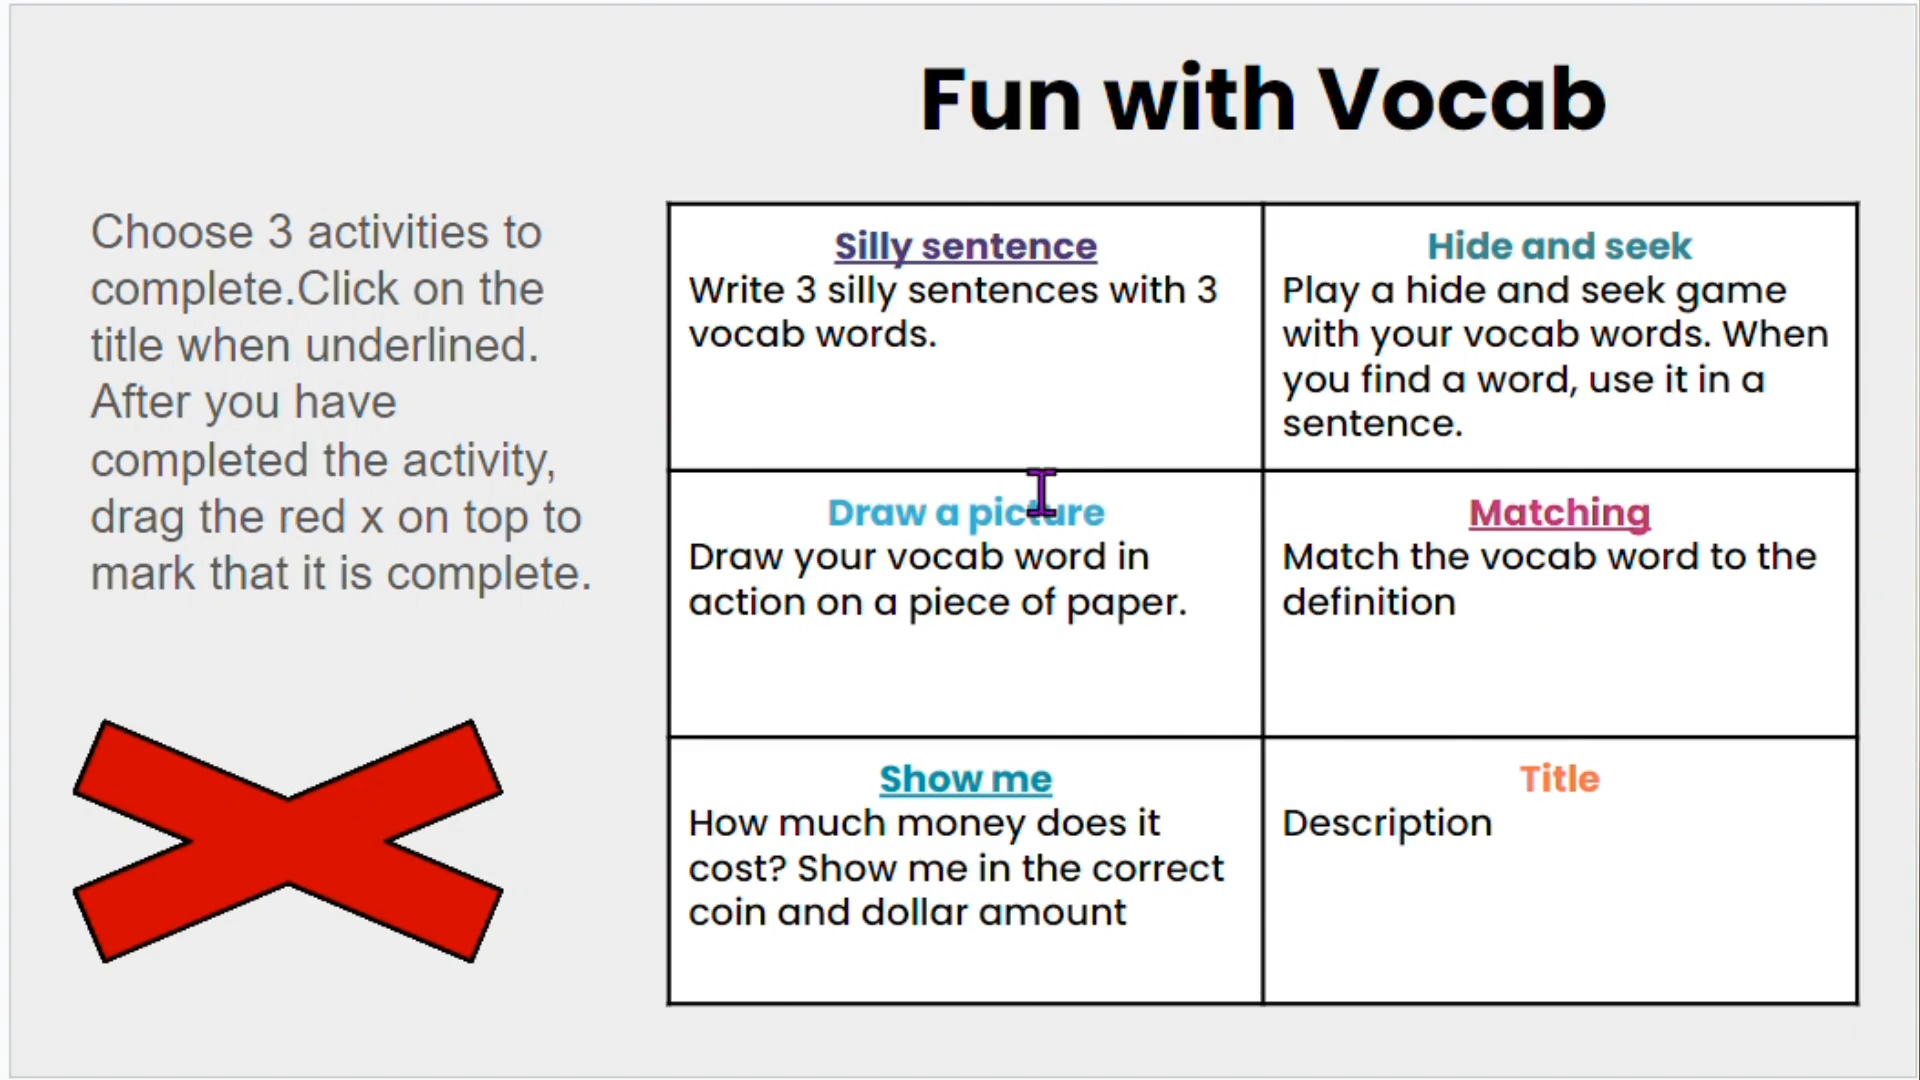 Fun with Vocab
Choose 3 activities to
complete.Click on the
title when underlined.
After you have
completed the activity,
drag the red x on top to
mark that it is complete.
Silly sentence
Write 3 silly sentences with 3
vocab words.
Hide and seek
Play a hide and seek game
with your vocab words. When
you find a word, use it in a
sentence.
Draw a picture
Draw your vocab word in
action on a piece of paper.
Matching
Match the vocab word to the
definition
Show me
How much money does it
cost? Show me in the correct
coin and dollar amount
Title
Description